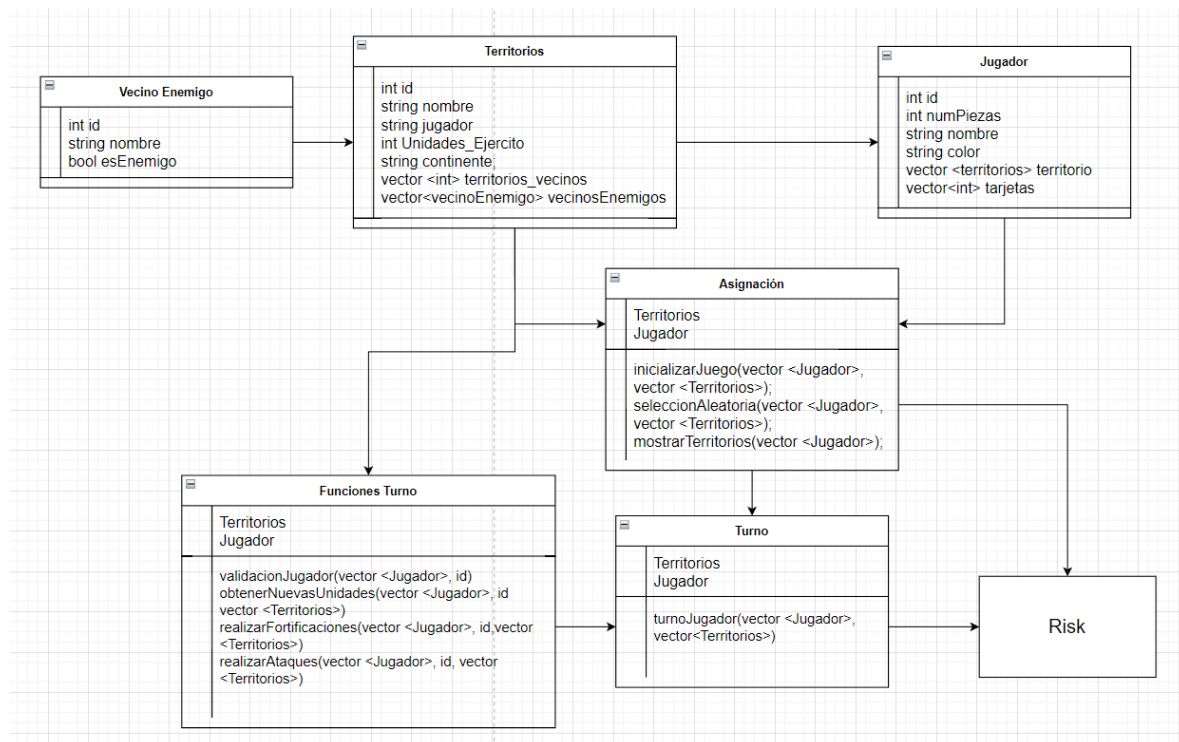 Vecino Enemigo
int id
string nombre
bool esEnemigo
Territorios
int id
string nombre
string jugador
int Unidades_Ejercito
string continente;
vector <int> territorios_vecinos
vector<vecinoEnemigo> vecinosEnemigos
Jugador
int id
int numPiezas
string nombre
string color
vector <territorios> territorio
vector<int> tarjetas
Asignación
Territorios
Jugador
inicializarJuego(vector <Jugador>,
vector <Territorios>);
seleccionAleatoria(vector <Jugador>,
vector <Territorios>);
mostrarTerritorios(vector <Jugador>);
Funciones Turno
Territorios
Jugador
validacionJugador(vector <Jugador>, id)
obtenerNuevasUnidades(vector <Jugador>, id
vector <Territorios>)
realizarFortificaciones(vector <Jugador>, id,vector
<Territorios>)
realizarAtaques(vector <Jugador>, id, vector
<Territorios>)
Turno
Territorios
Jugador
turnoJugador(vector <Jugador>,
vector<Territorios>)
Risk